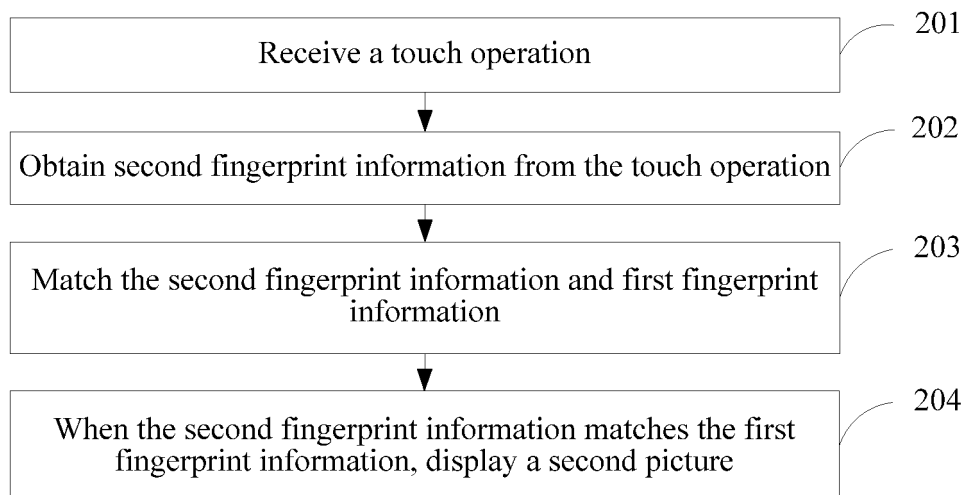 201
Receive a touch operation
202
Obtain second fingerprint information from the touch operation
203
Match the second fingerprint information and first fingerprint
information
204
When the second fingerprint information matches the first
fingerprint information, display a second picture